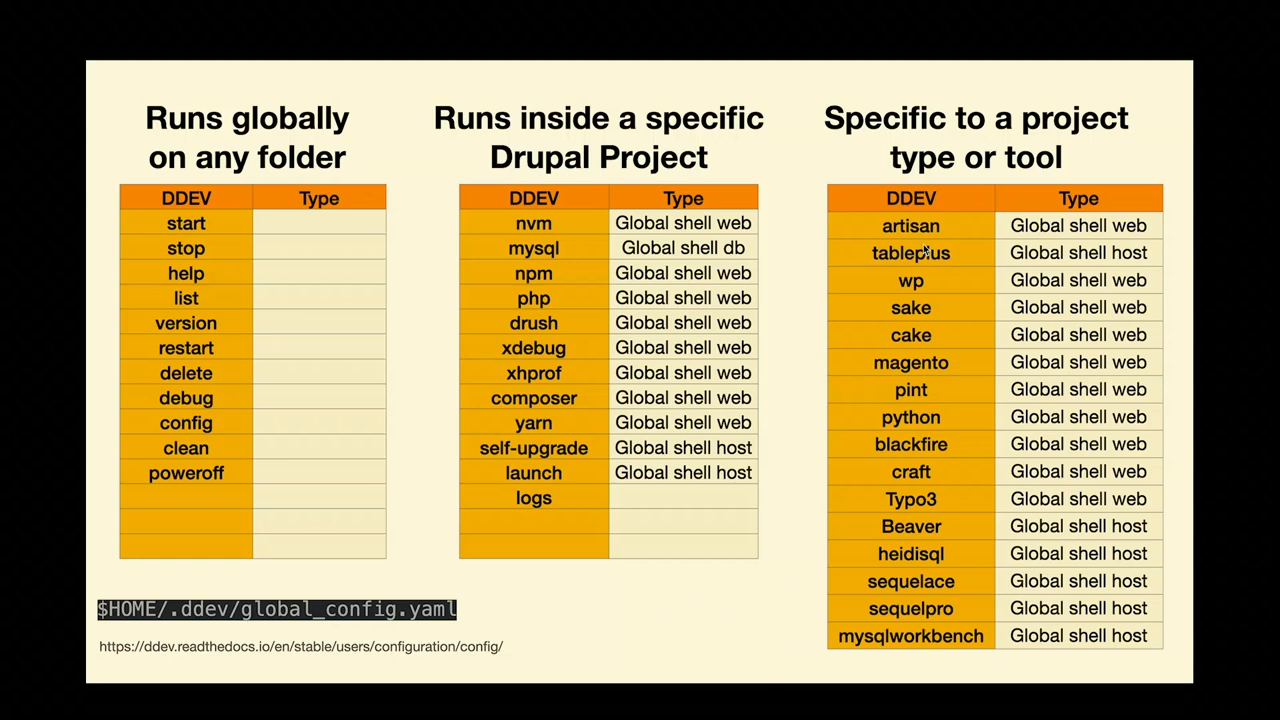 Runs globally
on any folder
DDEV Type
start
stop
help
list
version
restart
delete
debug
config
clean
poweroff
Runs inside a specific
Drupal Project
DDEV Type
nvm Global shell web
mysql Global shell db
npm Global shell web
php Global shell web
drush Global shell web
xdebug Global shell web
xhprof Global shell web
composer Global shell web
yarn Global shell web
self-upgrade Global shell host
launch Global shell host
logs
Specific to a project
type or tool
DDEV Type
artisan Global shell web
tableplus Global shell host
wp Global shell web
sake Global shell web
cake Global shell web
magento Global shell web
pint Global shell web
python Global shell web
blackfire Global shell web
craft Global shell web
Typo3 Global shell web
Beaver Global shell host
heidisql Global shell host
sequelace Global shell host
sequelpro Global shell host
mysqlworkbench Global shell host
$HOME/.ddev/global_config.yaml
https://ddev.readthedocs.io/en/stable/users/configuration/config/